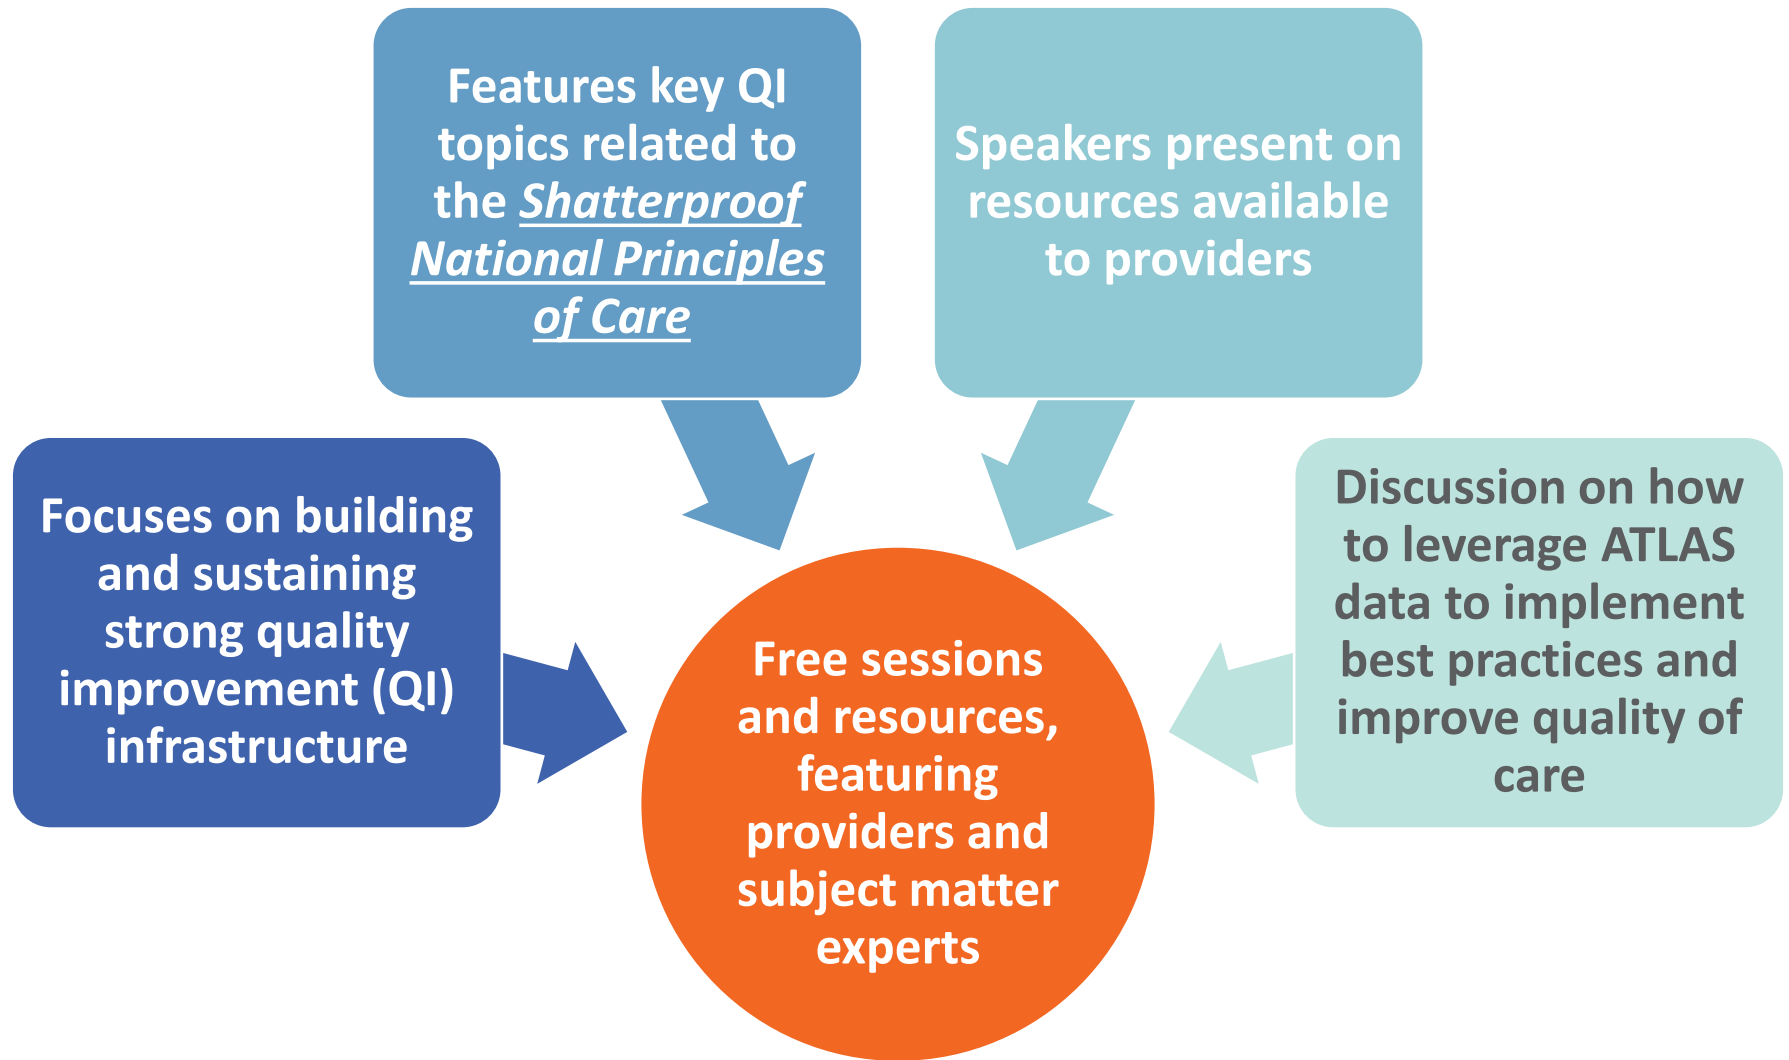 Features key QI
topics related to
the Shatterproof
National Principles
of Care
Speakers present on
resources available
to providers
Focuses on building
and sustaining
strong quality
improvement (QI)
infrastructure
Discussion on how
to leverage ATLAS
data to implement
best practices and
improve quality of
care
Free sessions
and resources,
featuring
providers and
subject matter
experts